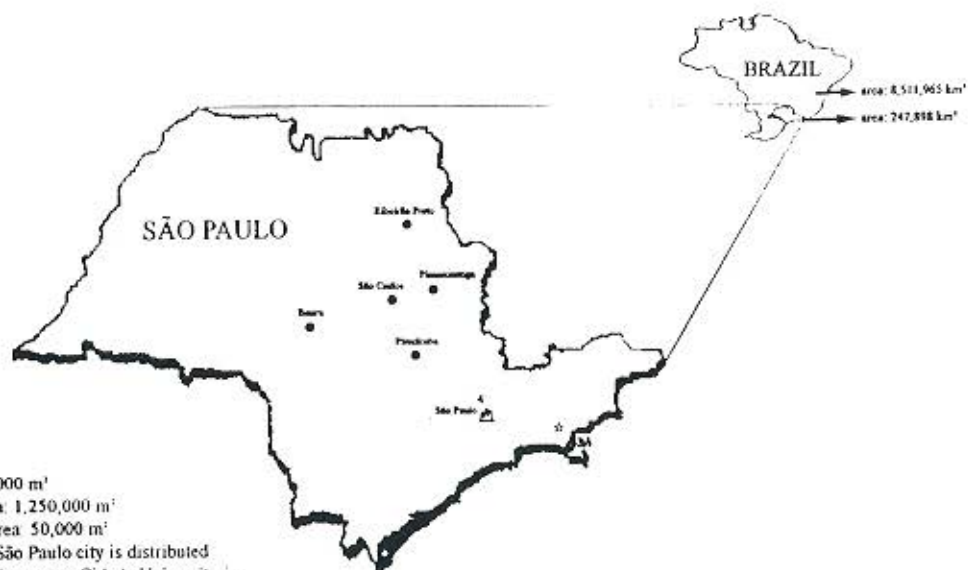 BRAZIL
area: 8,511,965 km²
area: 247,898 km²
SÃO PAULO
Ribeirão Preto
Pirassununga
São Carlos
Bauru
Piracicaba
São Paulo
000 m²
a: 1,250,000 m²
rea: 50,000 m²
São Paulo city is distributed